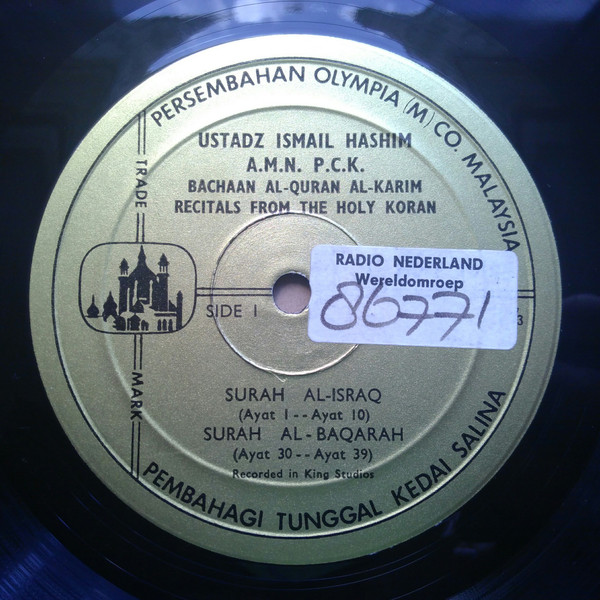 PERSEMBAHAN OLYMPIA (M) CO. MALAYSIA
USTADZ ISMAIL HASHIM
A.M.N. P.C.K.
BACHAAN AL-QURAN AL-KARIM
RECITALS FROM THE HOLY KORAN
TRADE MARK
SIDE I
RADIO NEDERLAND
Wereldomroep
86771
3
SURAH AL-ISRAQ
(Ayat 1 -- Ayat 10)
SURAH AL-BAQARAH
(Ayat 30 -- Ayat 39)
Recorded in King Studios
PEMBAHAGI TUNGGAL KEDAI SALINA